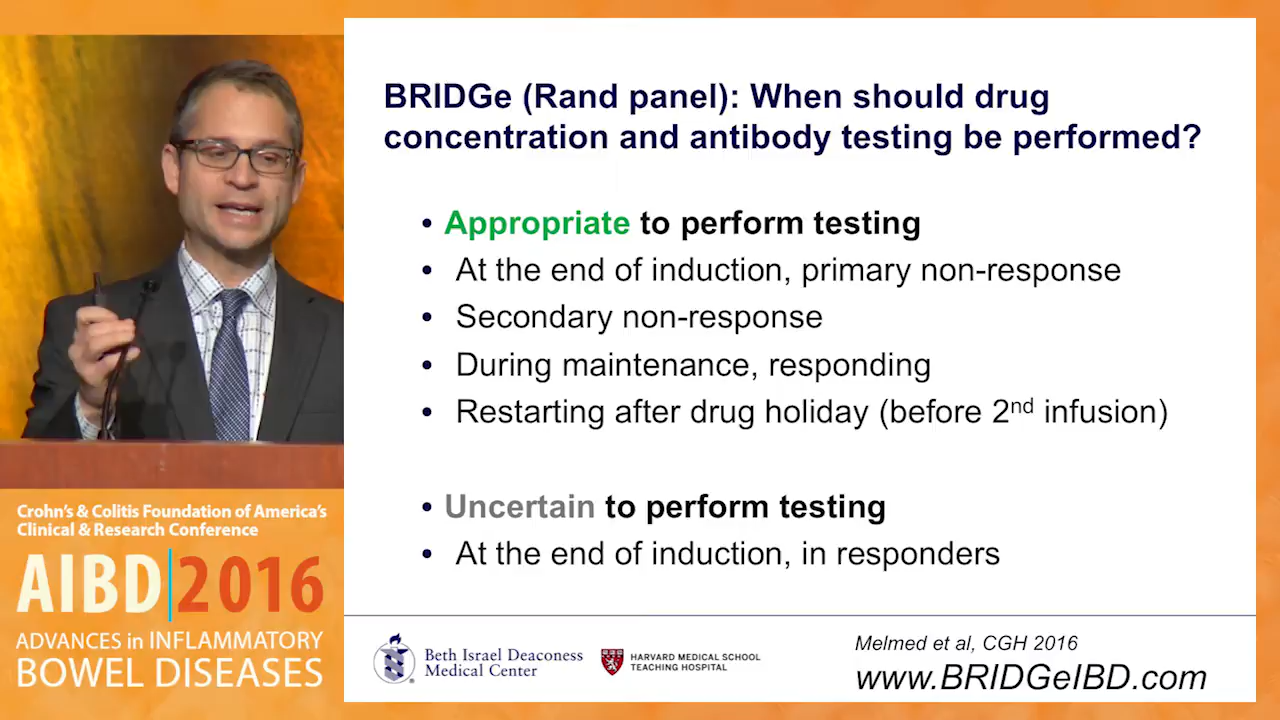 BRIDGe (Rand panel): When should drug
concentration and antibody testing be performed?
• Appropriate to perform testing
• At the end of induction, primary non-response
• Secondary non-response
• During maintenance, responding
• Restarting after drug holiday (before 2nd infusion)
• Uncertain to perform testing
• At the end of induction, in responders
Crohn's & Colitis Foundation of America's
Clinical & Research Conference
AIBD|2016
ADVANCES in INFLAMMATORY
BOWEL DISEASES
Beth Israel Deaconess
Medical Center
HARVARD MEDICAL SCHOOL
TEACHING HOSPITAL
Melmed et al, CGH 2016
www.BRIDGeIBD.com